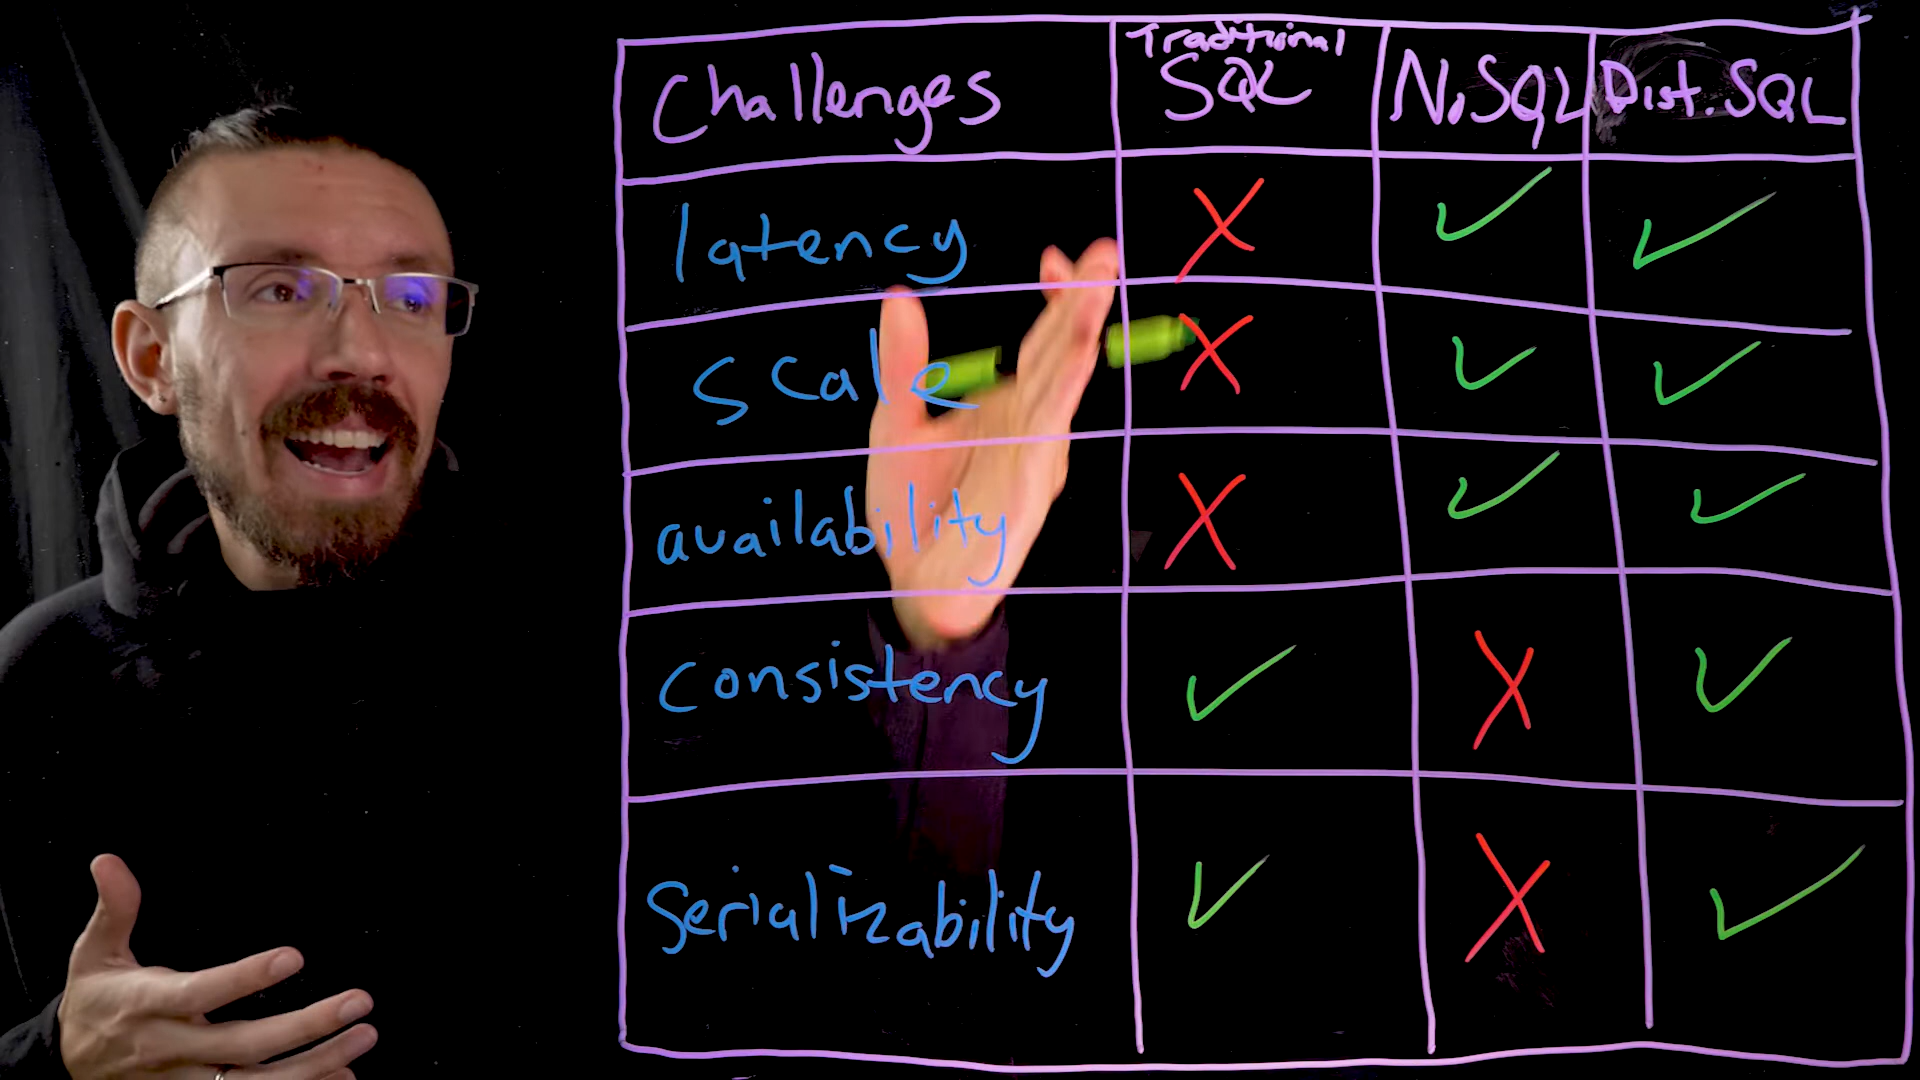 Challenges
Traditional
SQL
NoSQL
Dist. SQL
latency
scale
availability
Consistency
Serializability